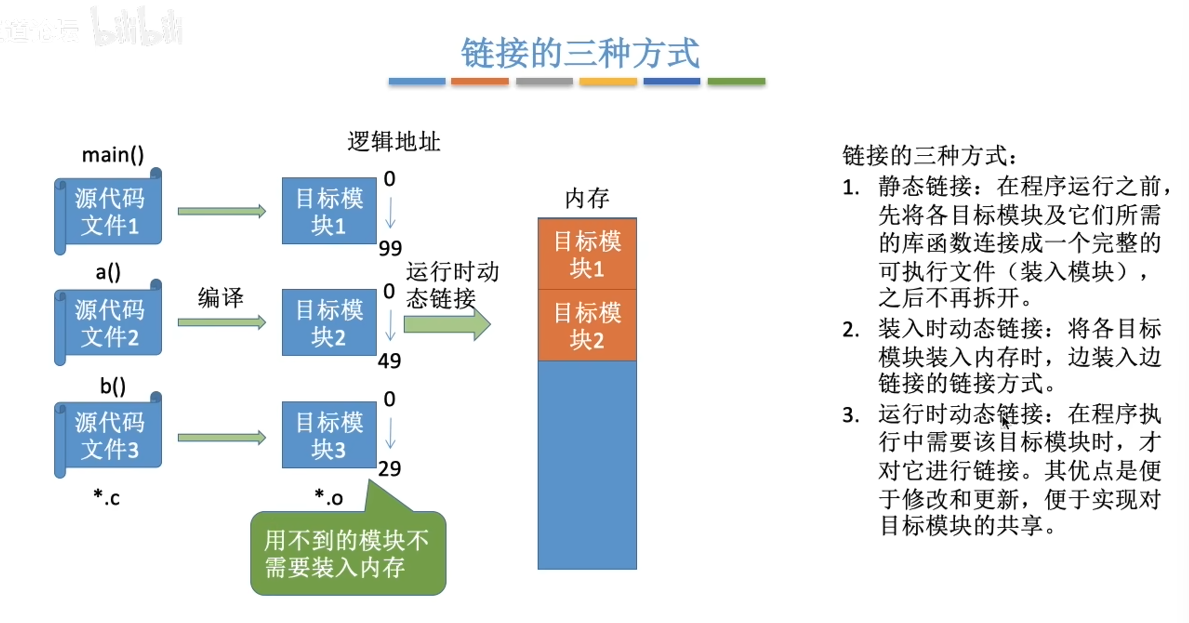 bilibili
链接的三种方式
逻辑地址
main()
源代码
文件1
目标模
块1
0
99
a()
源代码
文件2
编译
目标模
块2
0
49
运行时动
态链接
b()
源代码
文件3
目标模
块3
0
29
*.c
*.o
用不到的模块不
需要装入内存
内存
目标模
块1
目标模
块2
链接的三种方式：
1. 静态链接：在程序运行之前，
先将各目标模块及它们所需
的库函数连接成一个完整的
可执行文件（装入模块），
之后不再拆开。
2. 装入时动态链接：将各目标
模块装入内存时，边装入边
链接的链接方式。
3. 运行时动态链接：在程序执
行中需要该目标模块时，才
对它进行链接。其优点是便
于修改和更新，便于实现对
目标模块的共享。